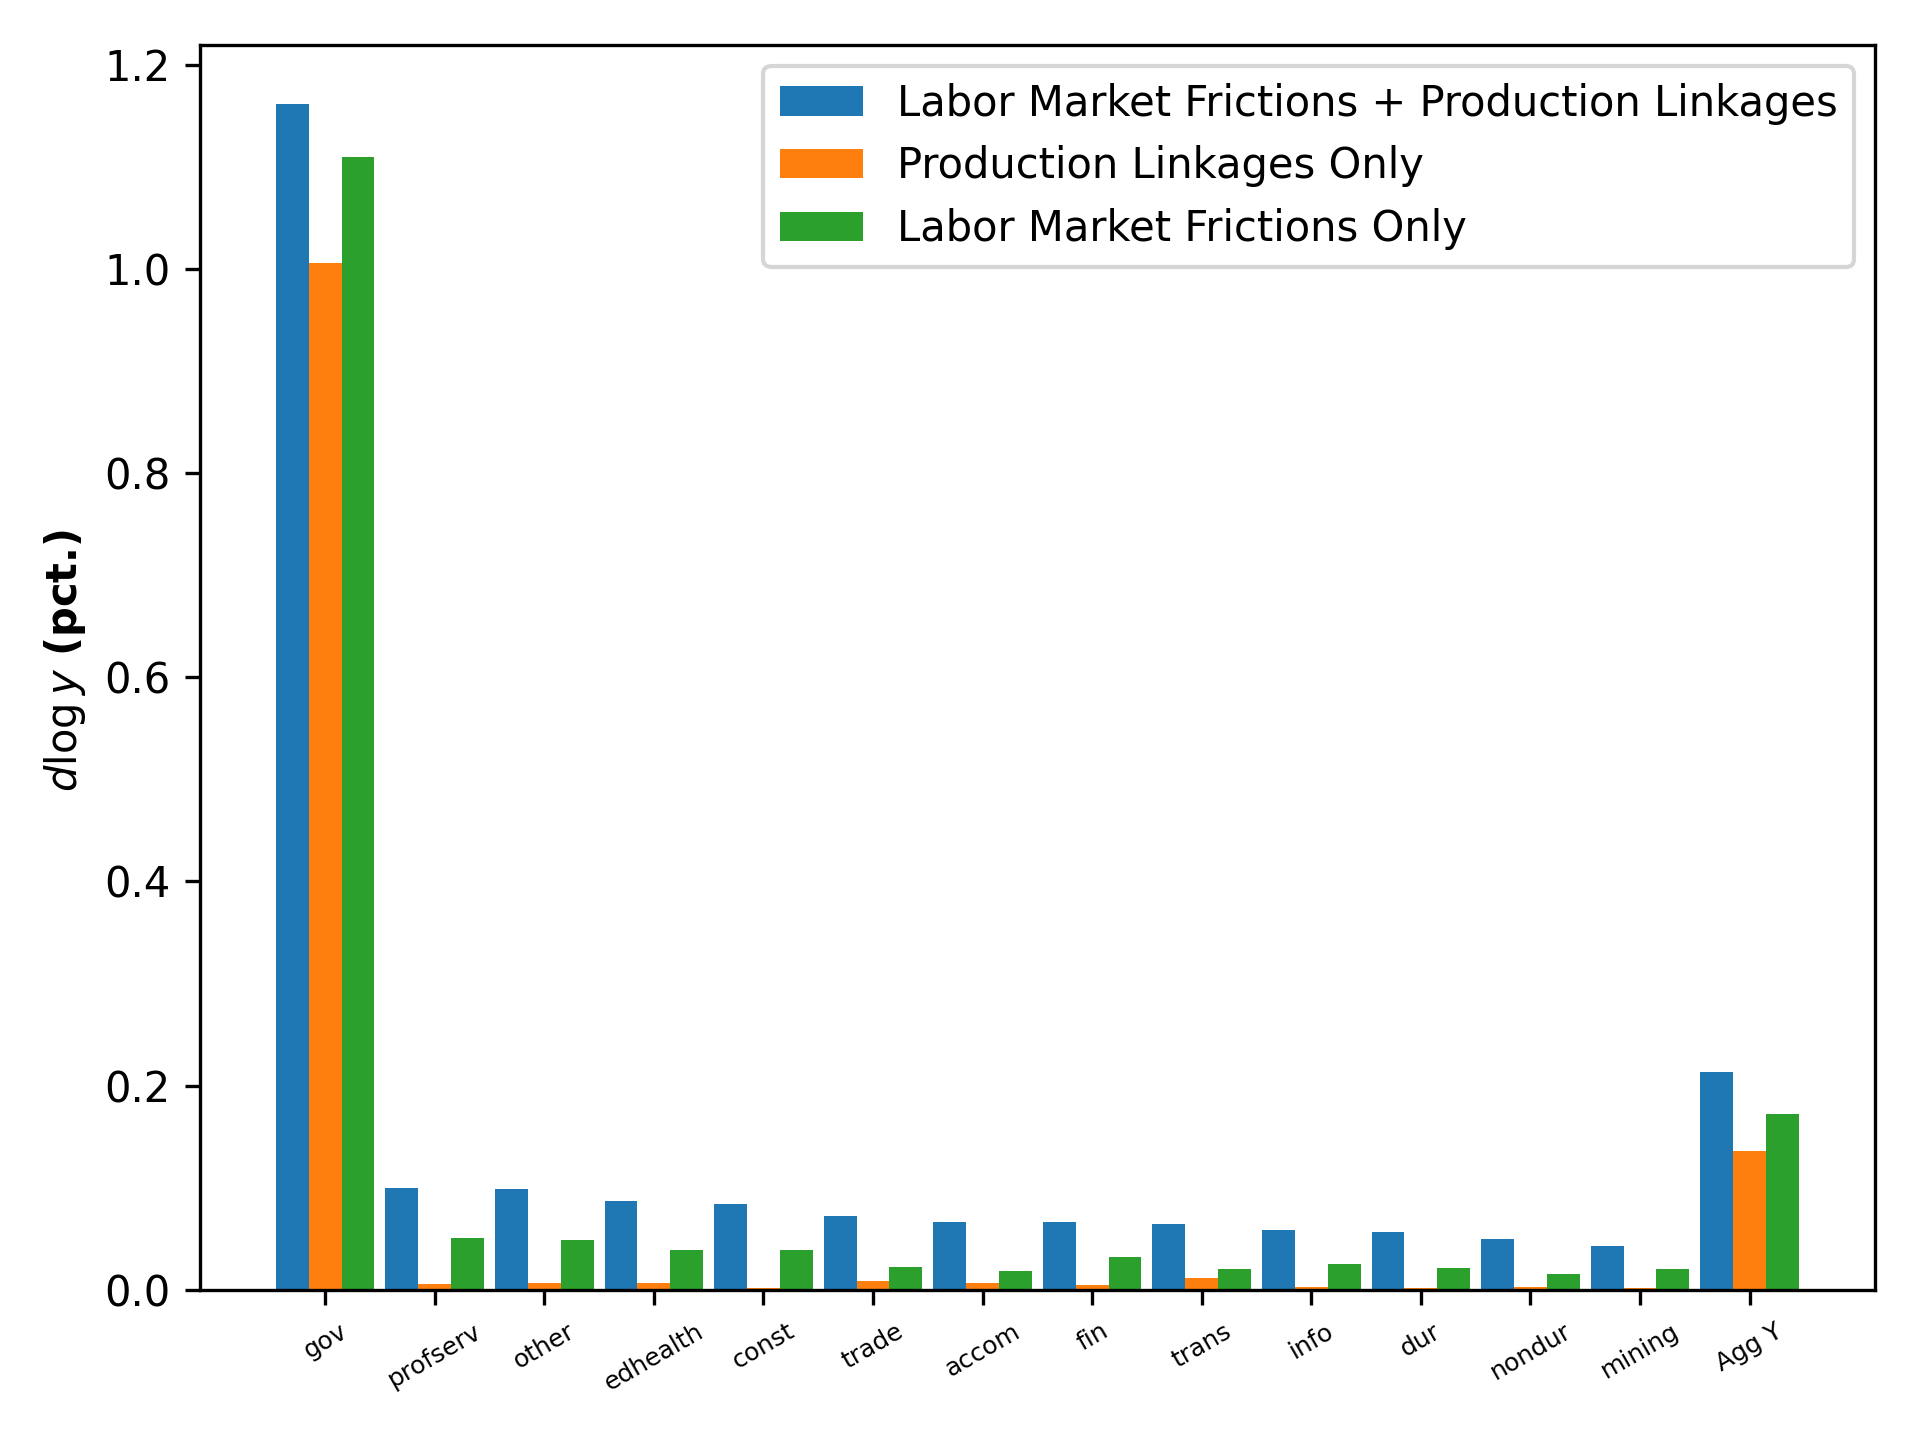 1.2
1.0
0.8
0.6
0.4
0.2
0.0
dlog y (pct.)
Labor Market Frictions + Production Linkages
Production Linkages Only
Labor Market Frictions Only
gov profserv other edhealth const trade accom fin trans info dur nondur mining Agg Y